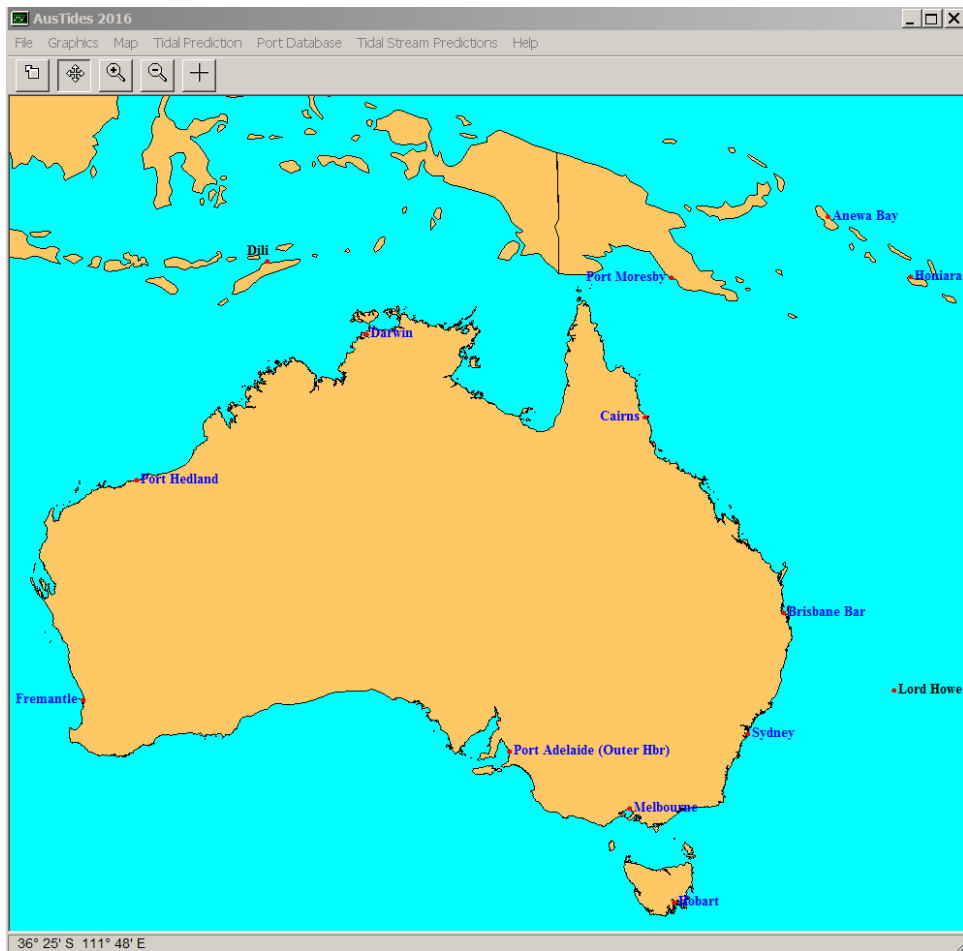 AusTides 2016
File Graphics Map Tidal Prediction Port Database Tidal Stream Predictions Help
Anewa Bay
Dili
Port Moresby
Honiara
Darwin
Cairns
Port Hedland
Brisbane Bar
Lord Howe
Fremantle
Sydney
Port Adelaide (Outer Hbr)
Melbourne
Hobart
36° 25' S 111° 48' E